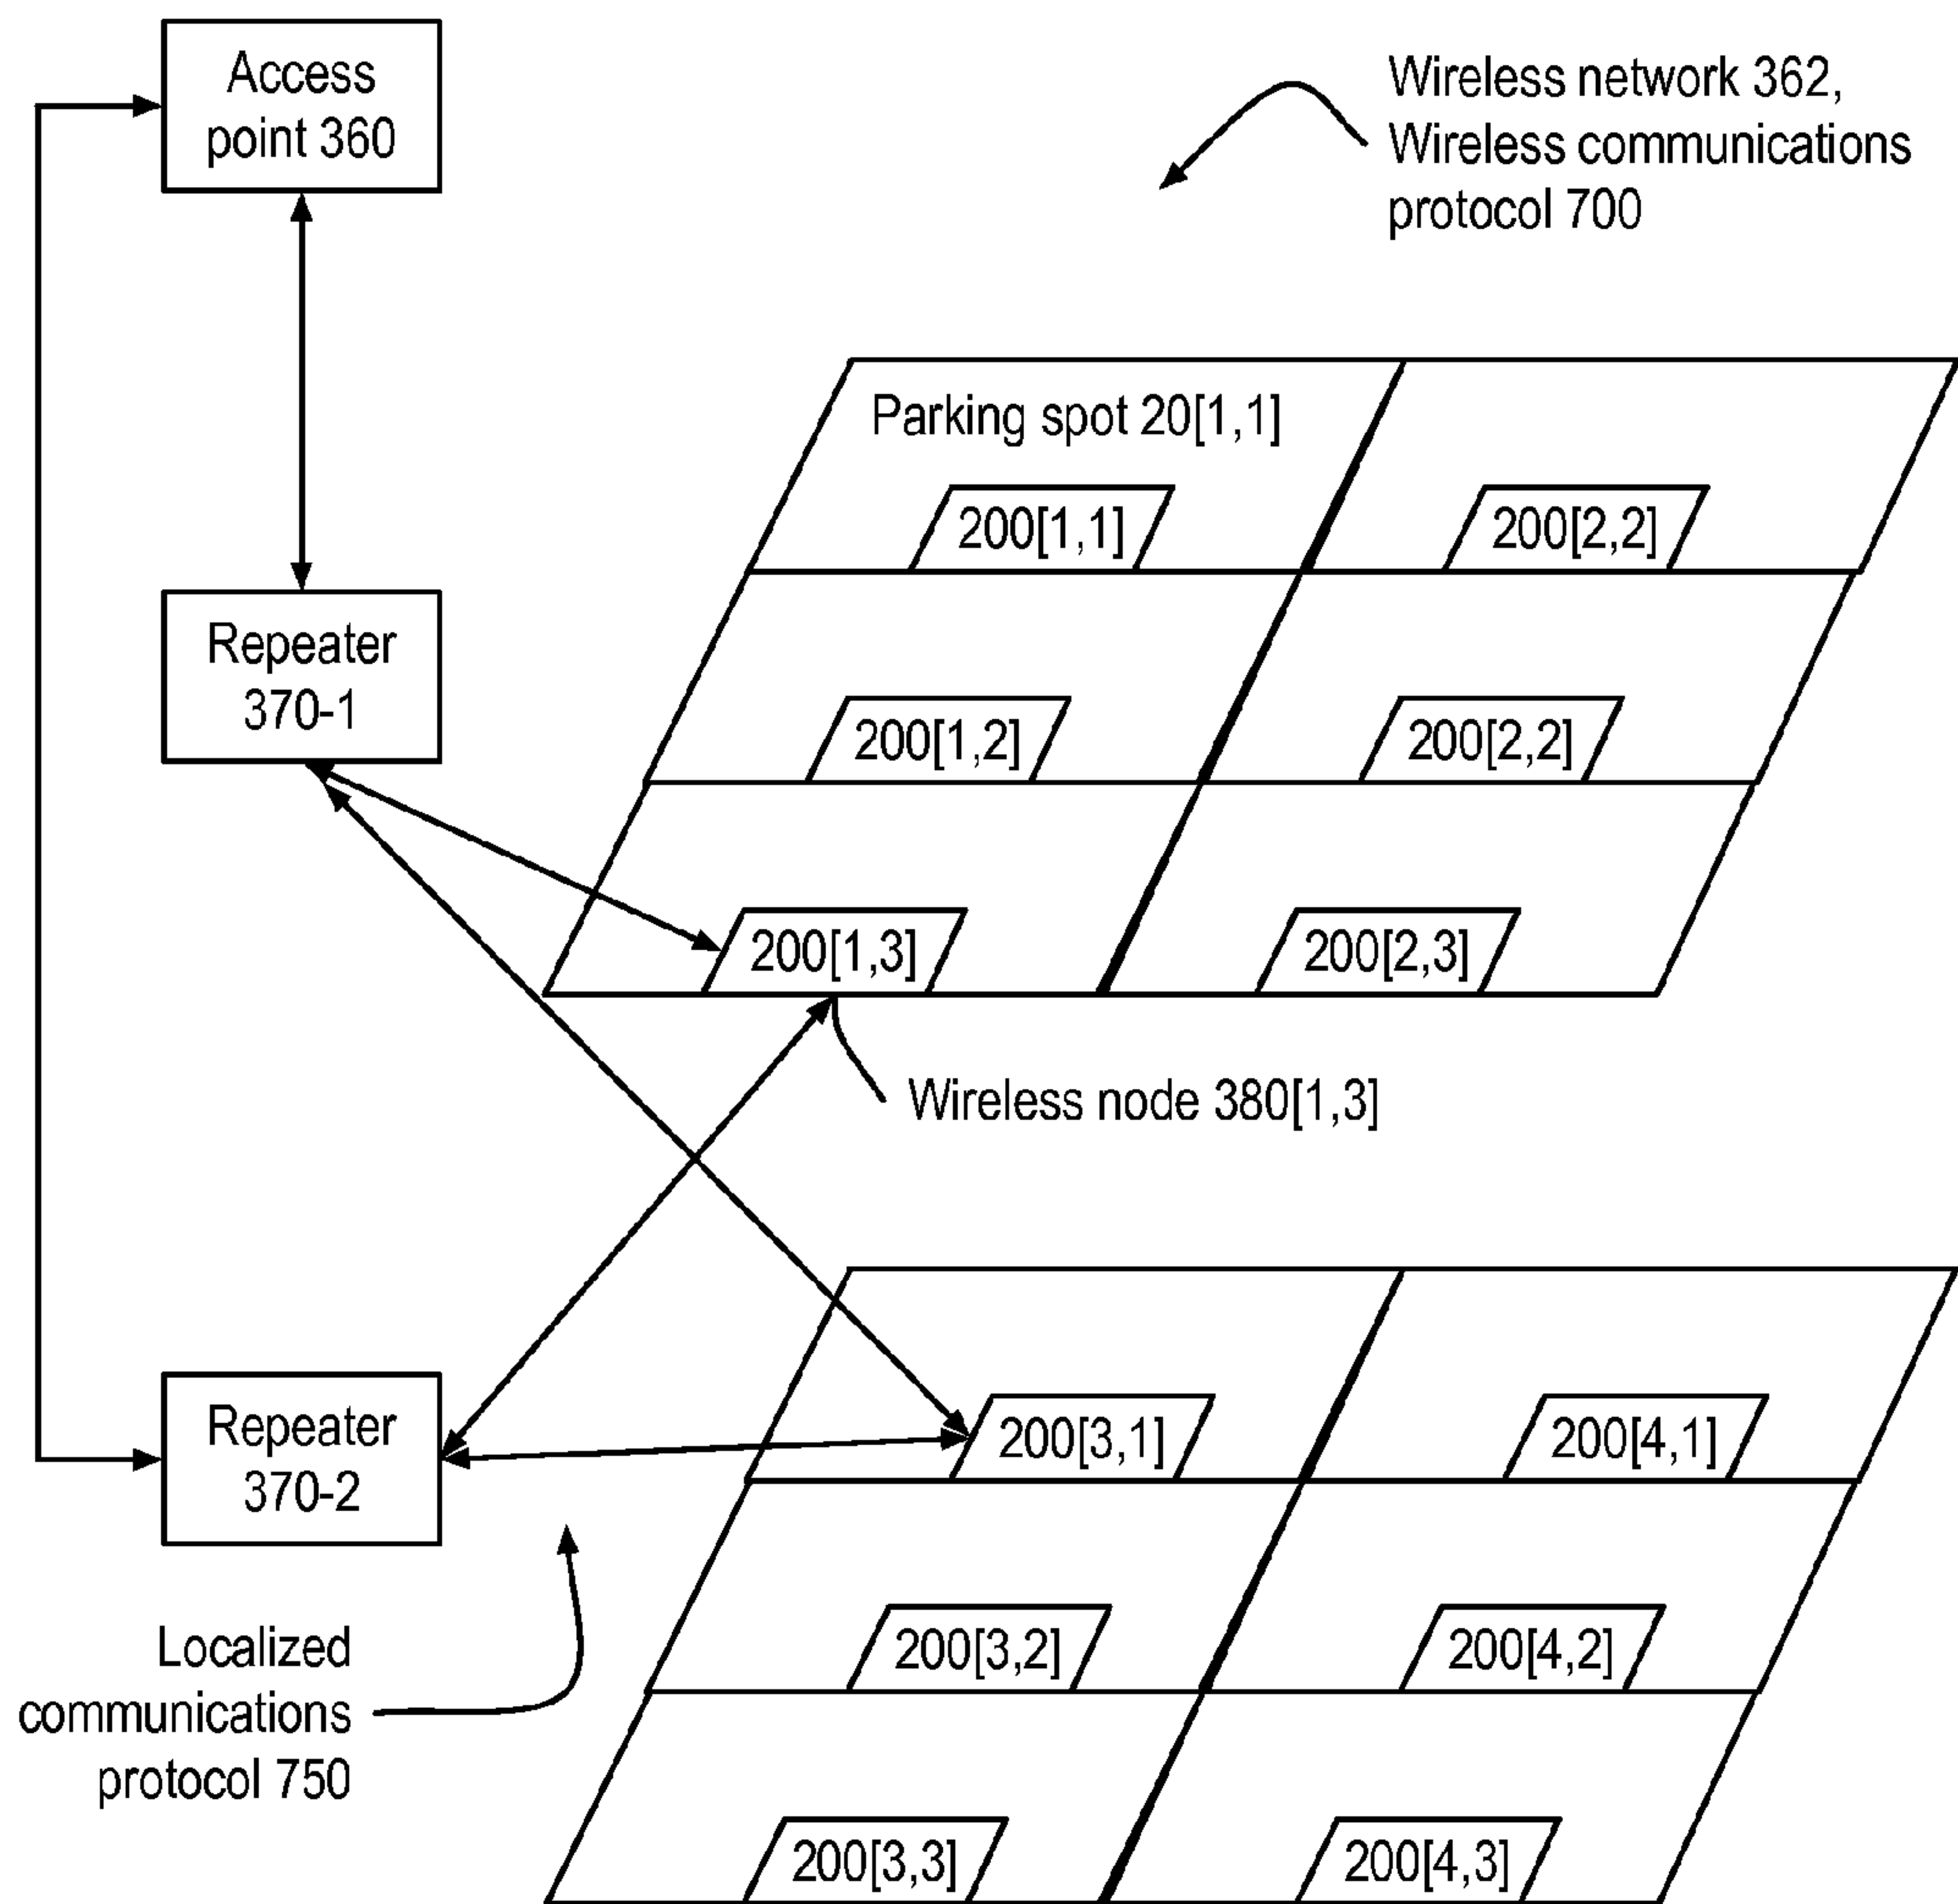 Access
point 360
Wireless network 362,
Wireless communications
protocol 700
Parking spot 20[1,1]
200[1,1]
200[2,2]
Repeater
370-1
200[1,2]
200[2,2]
200[1,3]
200[2,3]
Wireless node 380[1,3]
Repeater
370-2
200[3,1]
200[4,1]
Localized
communications
protocol 750
200[3,2]
200[4,2]
200[3,3]
200[4,3]